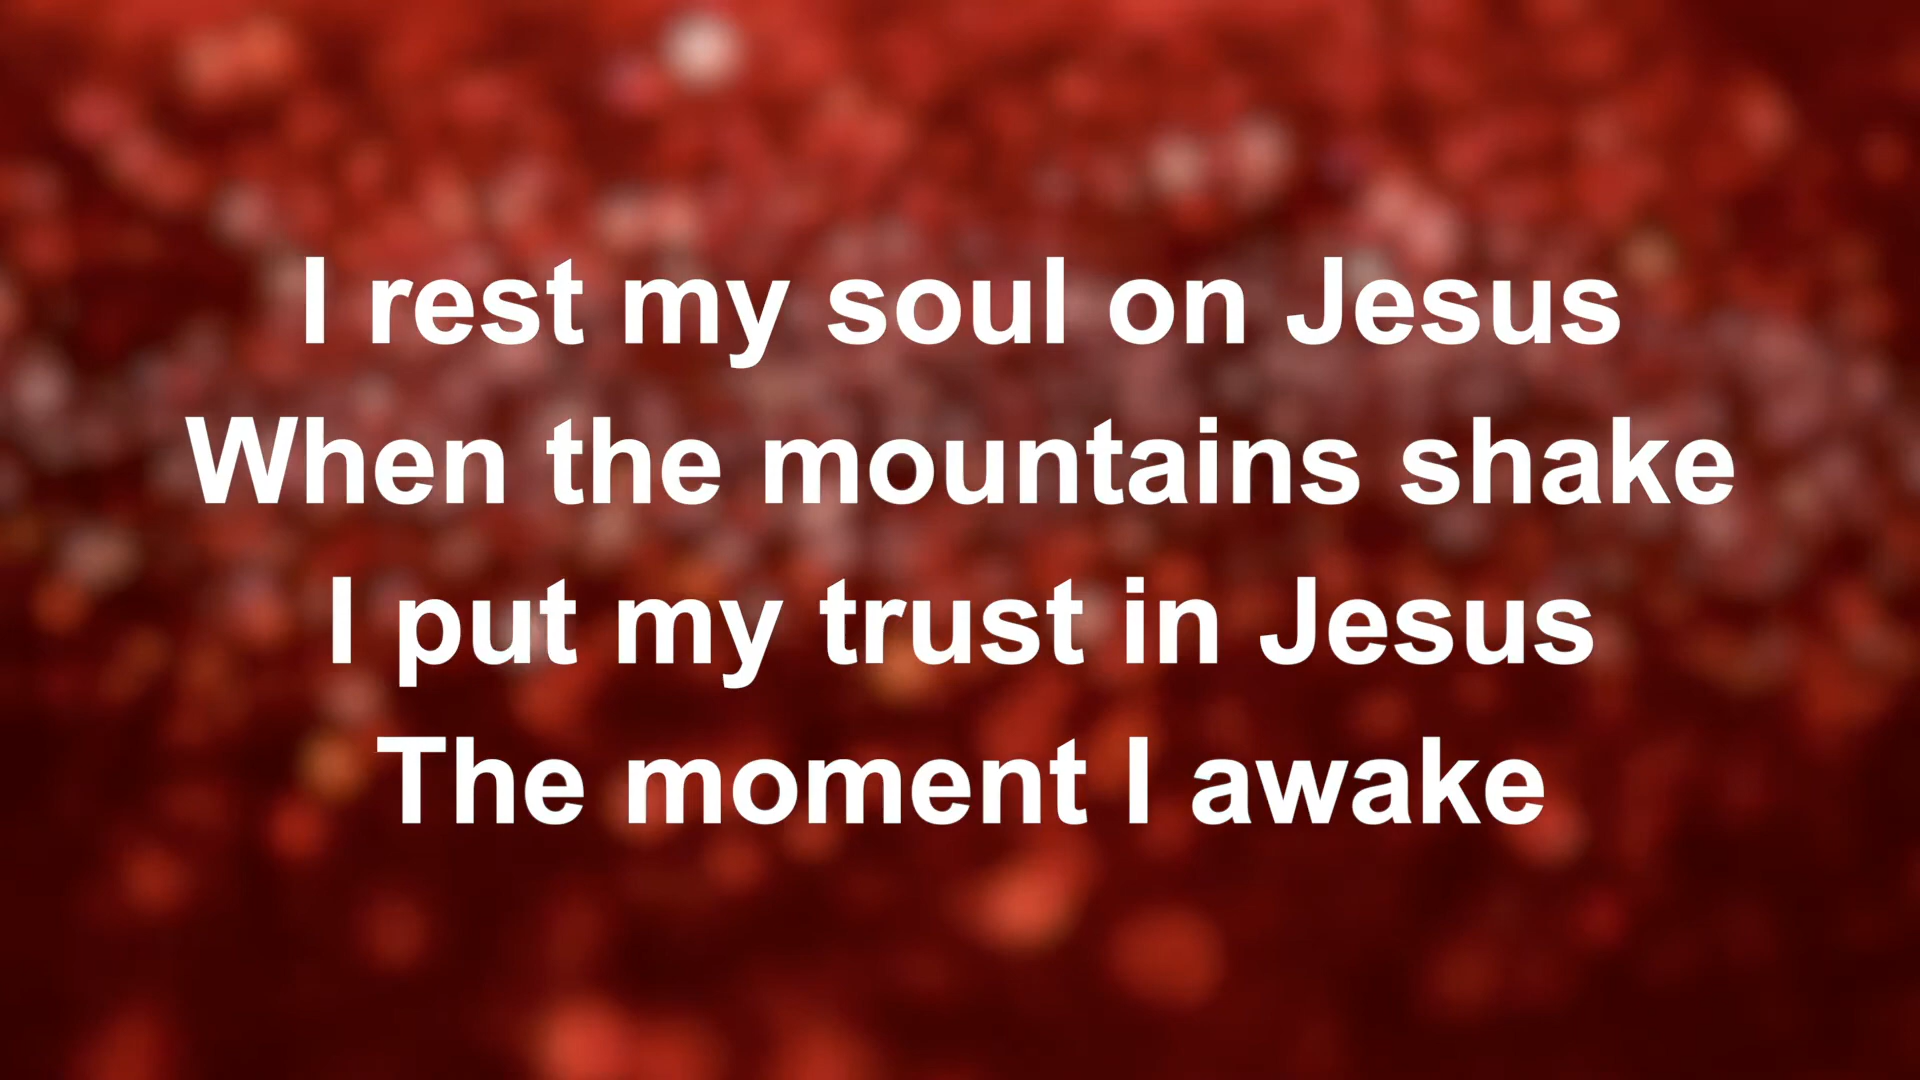 I rest my soul on Jesus
When the mountains shake
I put my trust in Jesus
The moment I awake